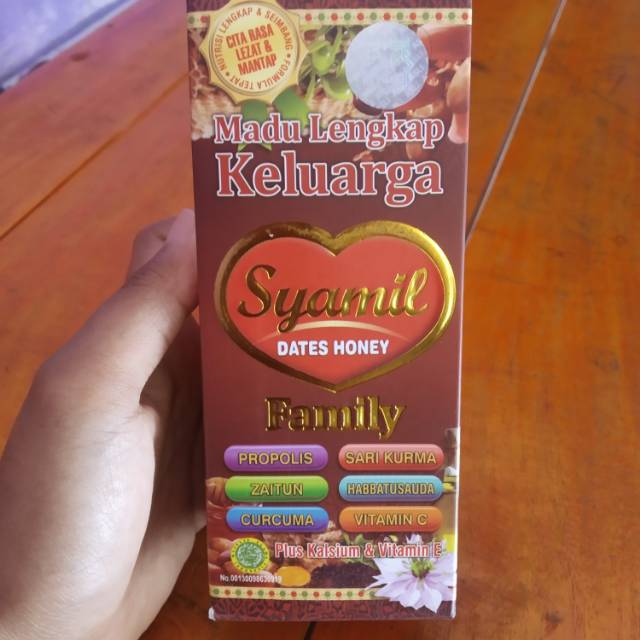 NUTRISI LENGKAP & SEIMBANG
CITA RASA
LEZAT &
MANTAP
FORMULA TEPAT
Madu Lengkap
Keluarga
Syamil
DATES HONEY
Family
PROPOLIS SARI KURMA
ZAITUN HABBATUSAUDA
CURCUMA VITAMIN C
Plus Kalsium & Vitamin E